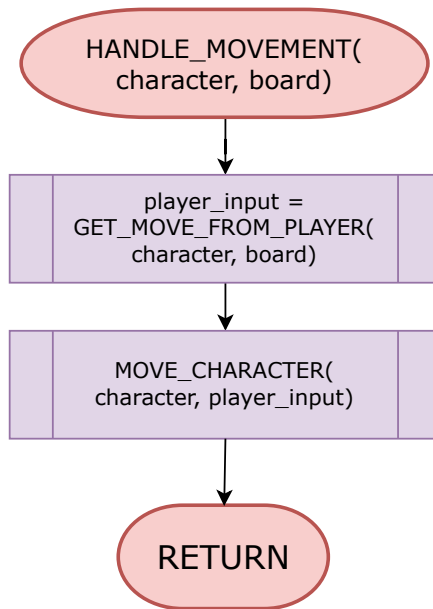 HANDLE_MOVEMENT(
character, board)
player_input =
GET_MOVE_FROM_PLAYER(
character, board)
MOVE_CHARACTER(
character, player_input)
RETURN